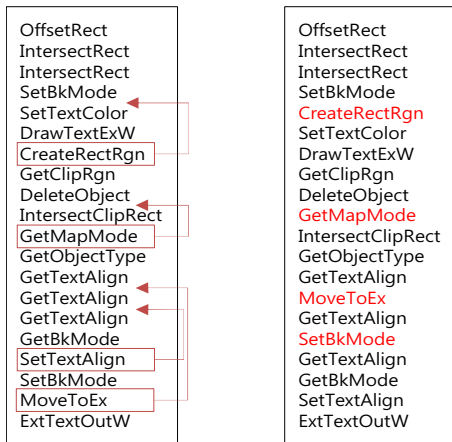 OffsetRect
IntersectRect
IntersectRect
SetBkMode
SetTextColor
DrawTextExW
CreateRectRgn
GetClipRgn
DeleteObject
IntersectClipRect
GetMapMode
GetObjectType
GetTextAlign
GetTextAlign
GetTextAlign
GetBkMode
SetTextAlign
SetBkMode
MoveToEx
ExtTextOutW
OffsetRect
IntersectRect
IntersectRect
SetBkMode
CreateRectRgn
SetTextColor
DrawTextExW
GetClipRgn
DeleteObject
GetMapMode
IntersectClipRect
GetObjectType
GetTextAlign
MoveToEx
GetTextAlign
SetBkMode
GetTextAlign
GetBkMode
SetTextAlign
ExtTextOutW